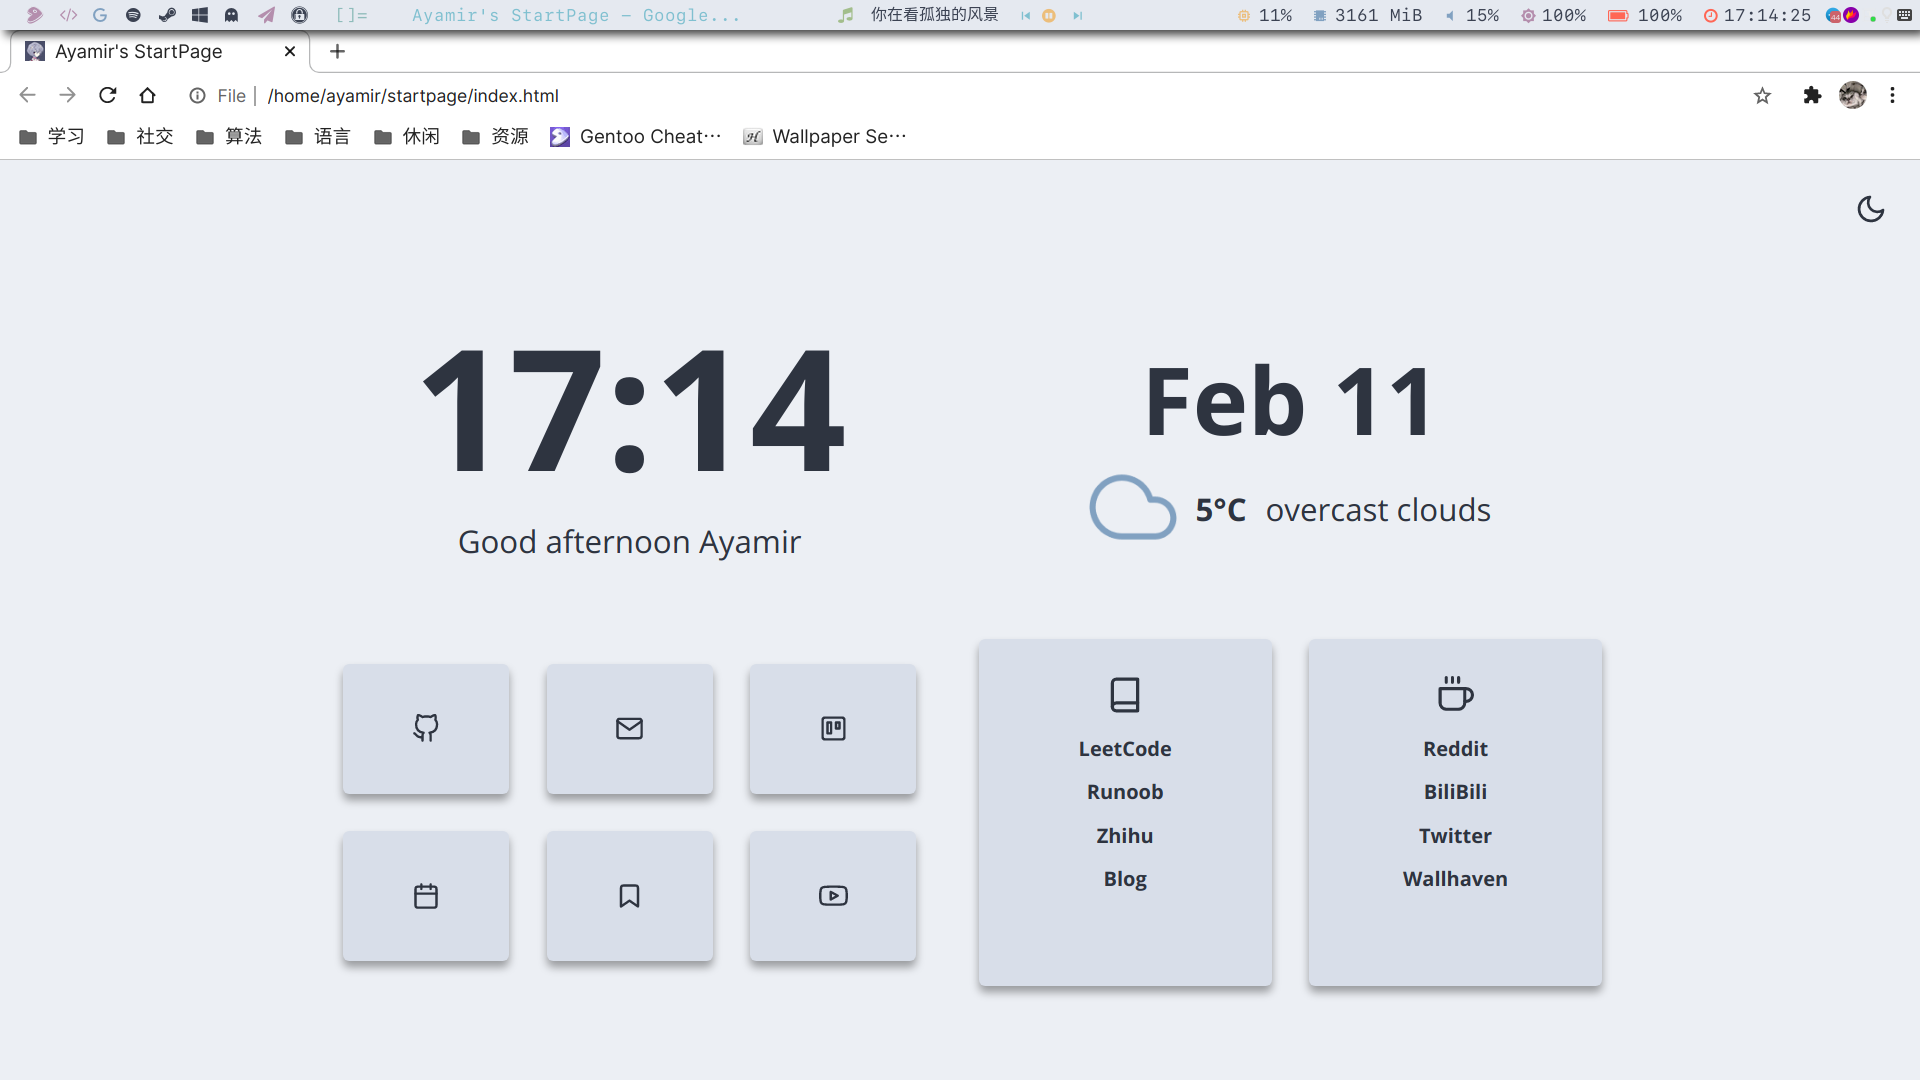 []= Ayamir's StartPage - Google... 你在看孤独的风景 11% 3161 MiB 15% 100% 100% 17:14:25
Ayamir's StartPage
File | /home/ayamir/startpage/index.html
学习 社交 算法 语言 休闲 资源 Gentoo Cheat··· Wallpaper Se···
17:14
Good afternoon Ayamir
Feb 11
5°C overcast clouds
LeetCode
Runoob
Zhihu
Blog
Reddit
BiliBili
Twitter
Wallhaven